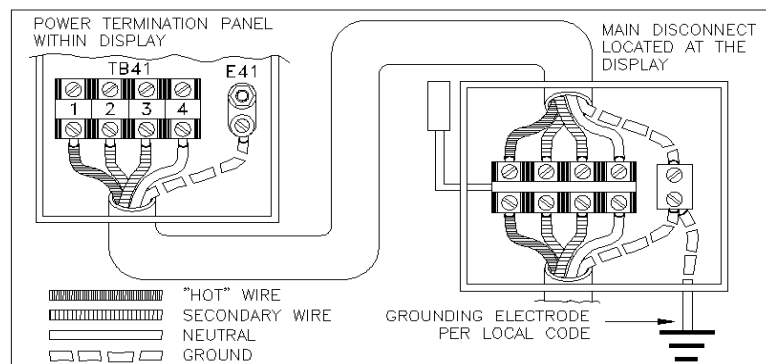 POWER TERMINATION PANEL
WITHIN DISPLAY
TB41
E41
1 2 3 4
MAIN DISCONNECT
LOCATED AT THE
DISPLAY
"HOT" WIRE
SECONDARY WIRE
NEUTRAL
GROUND
GROUNDING ELECTRODE
PER LOCAL CODE